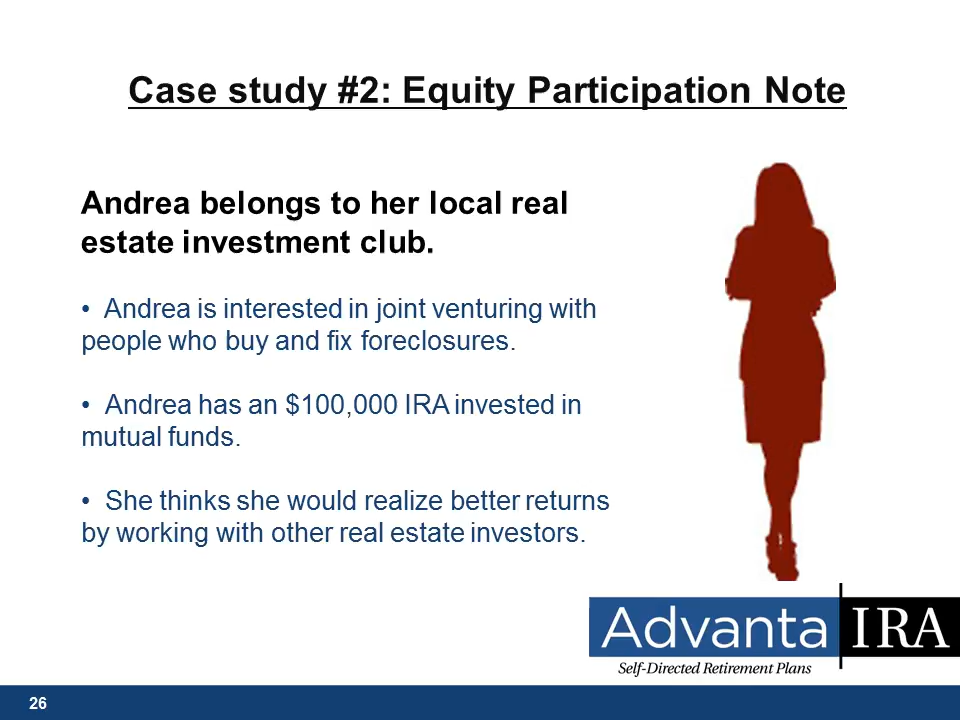 Case study #2: Equity Participation Note
Andrea belongs to her local real
estate investment club.
• Andrea is interested in joint venturing with
people who buy and fix foreclosures.
• Andrea has an $100,000 IRA invested in
mutual funds.
• She thinks she would realize better returns
by working with other real estate investors.
Advanta IRA
Self-Directed Retirement Plans
26